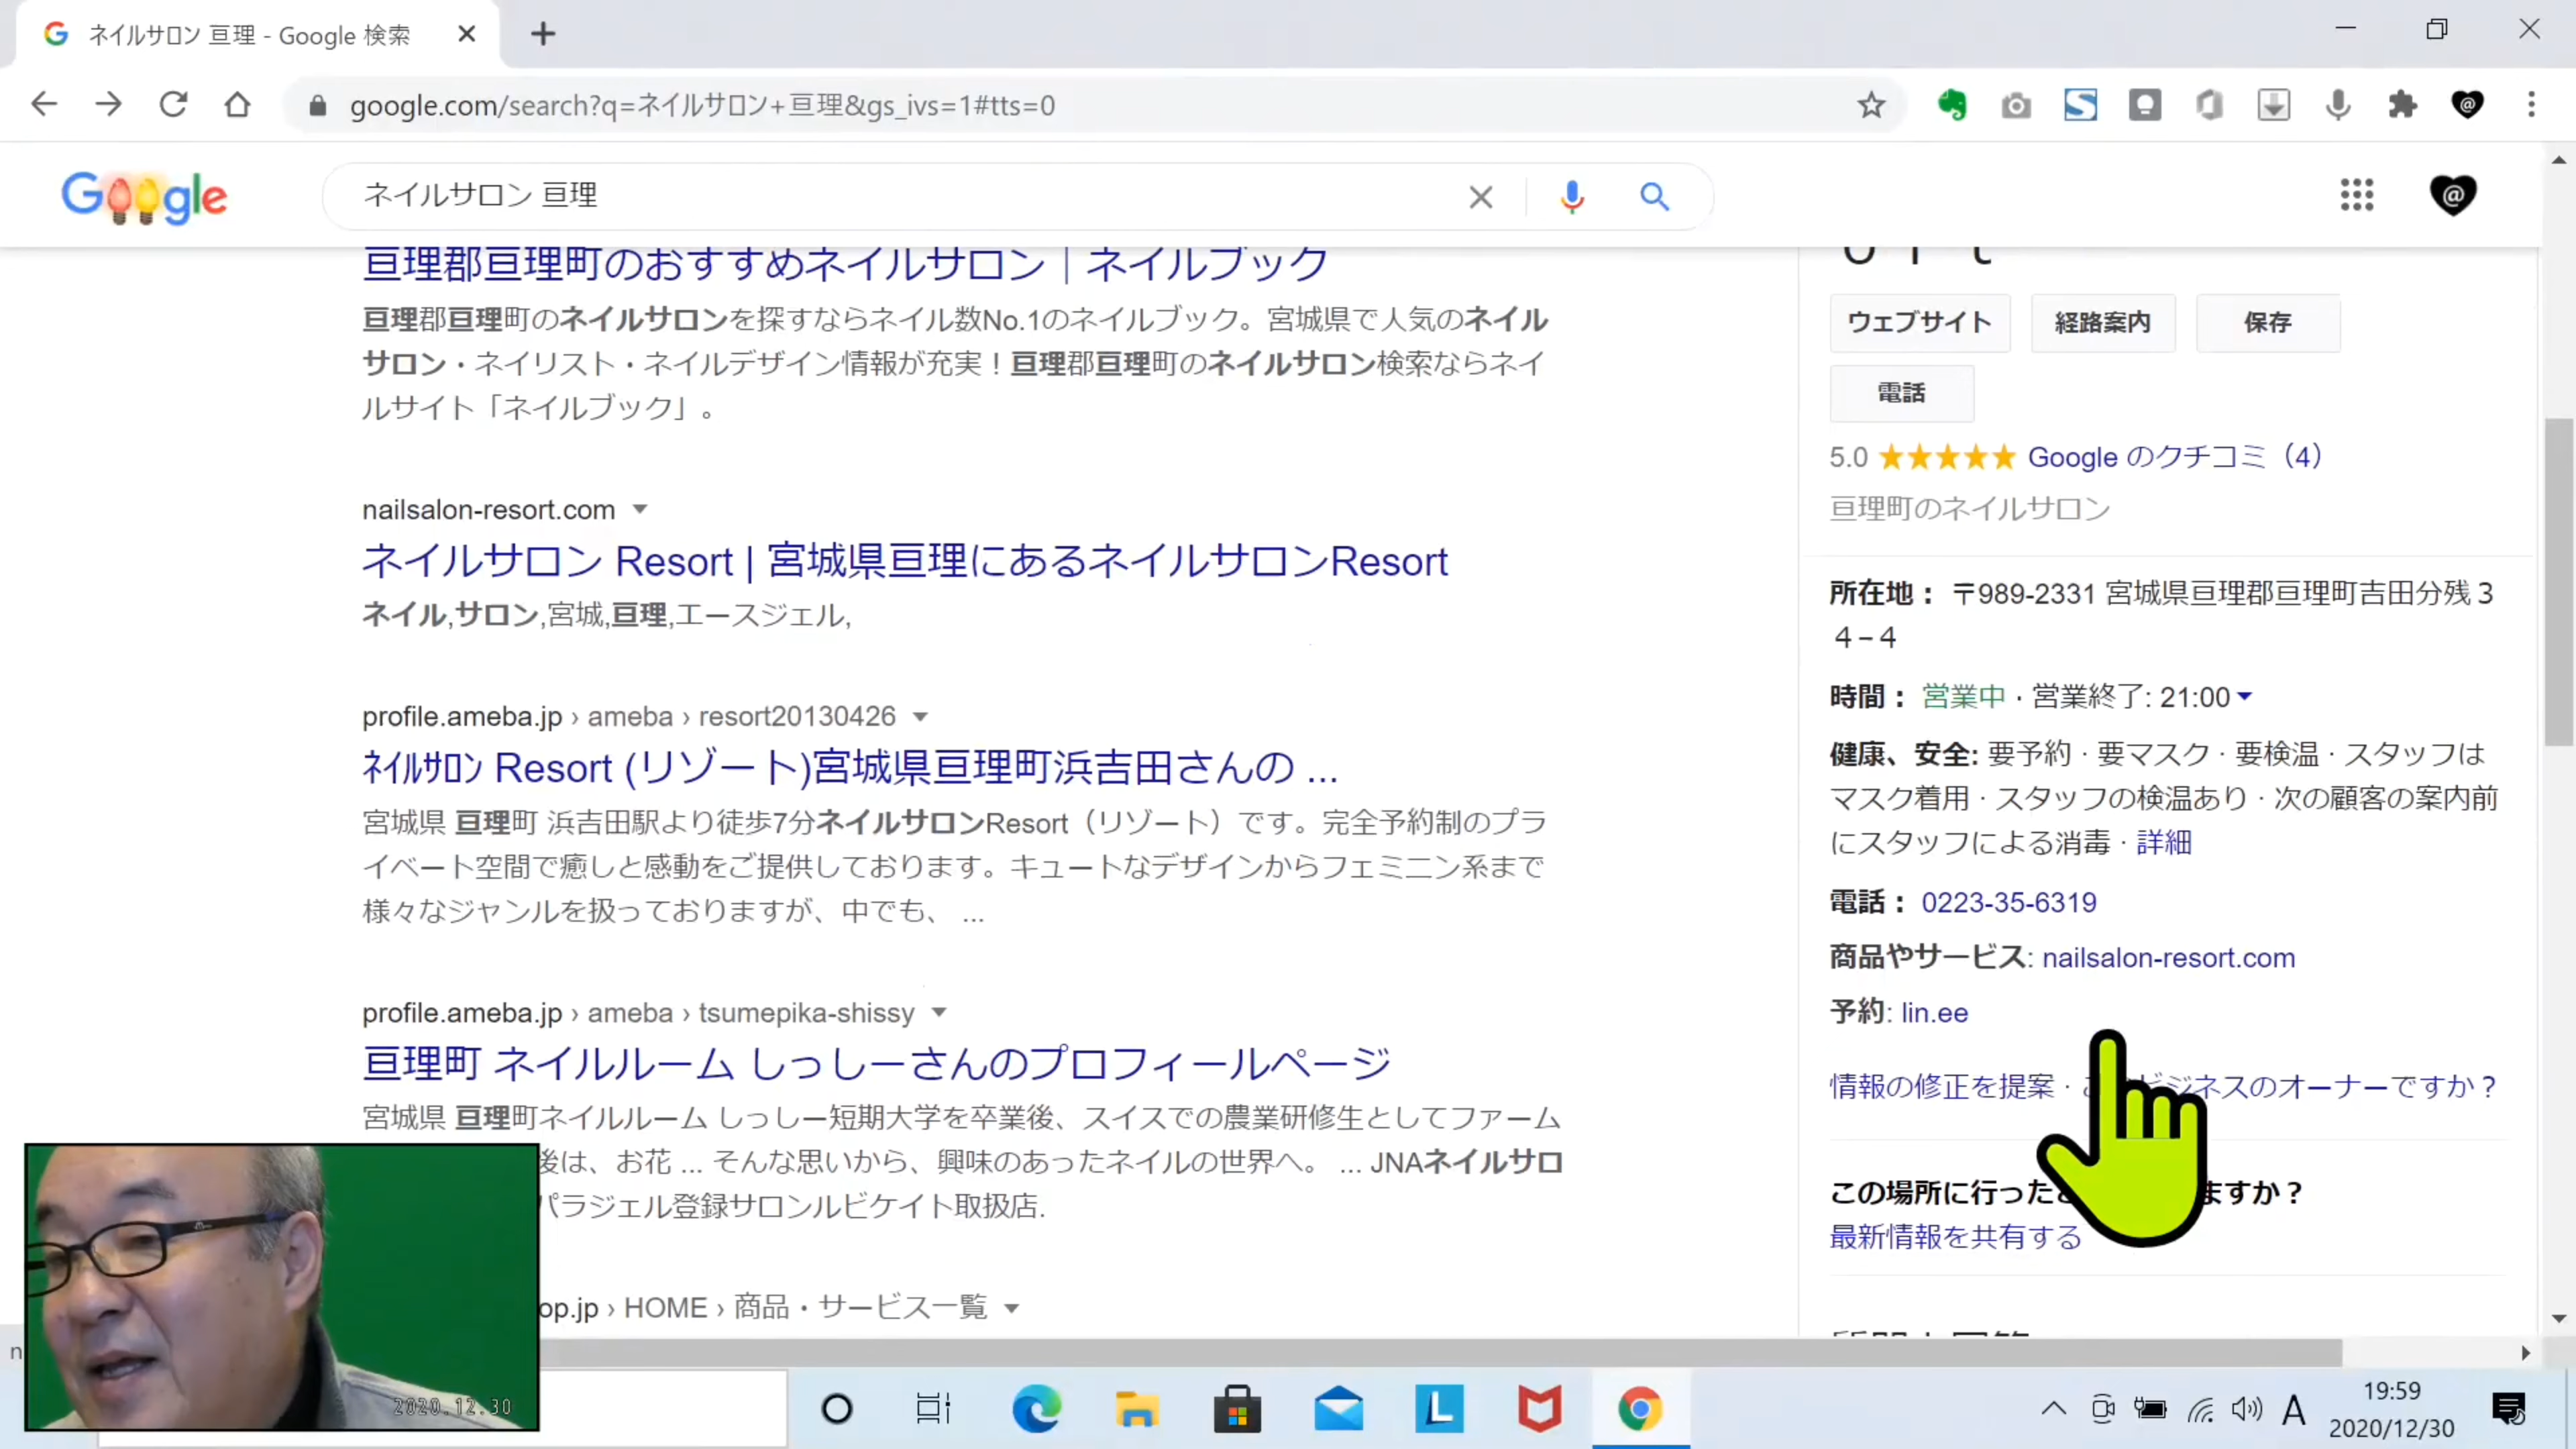 ネイルサロン 亘理 - Google 検索
google.com/search?q=ネイルサロン+亘理&gs_ivs=1#tts=0
Google
ネイルサロン 亘理
亘理郡亘理町のおすすめネイルサロン｜ネイルブック
亘理郡亘理町のネイルサロンを探すならネイル数No.1のネイルブック。宮城県で人気のネイル
サロン・ネイリスト・ネイルデザイン情報が充実！亘理郡亘理町のネイルサロン検索ならネイ
ルサイト「ネイルブック」。
nailsalon-resort.com
ネイルサロン Resort | 宮城県亘理にあるネイルサロンResort
ネイル,サロン,宮城,亘理,エースジェル,
profile.ameba.jp › ameba › resort20130426
ﾈｲﾙｻﾛﾝ Resort (リゾート)宮城県亘理町浜吉田さんの ...
宮城県 亘理町 浜吉田駅より徒歩7分ネイルサロンResort（リゾート）です。完全予約制のプラ
イベート空間で癒しと感動をご提供しております。キュートなデザインからフェミニン系まで
様々なジャンルを扱っておりますが、中でも、 ...
profile.ameba.jp › ameba › tsumepika-shissy
亘理町 ネイルルーム しっしーさんのプロフィールページ
宮城県 亘理町ネイルルーム しっしー短期大学を卒業後、スイスでの農業研修生としてファーム
後は、お花 ... そんな思いから、興味のあったネイルの世界へ。 ... JNAネイルサロ
パラジェル登録サロンルビケイト取扱店.
op.jp › HOME › 商品・サービス一覧
ウェブサイト
経路案内
保存
電話
5.0 ★★★★★ Google のクチコミ（4）
亘理町のネイルサロン
所在地： 〒989-2331 宮城県亘理郡亘理町吉田分残３
４−４
時間： 営業中 · 営業終了: 21:00
健康、安全: 要予約 · 要マスク · 要検温 · スタッフは
マスク着用 · スタッフの検温あり · 次の顧客の案内前
にスタッフによる消毒 · 詳細
電話： 0223-35-6319
商品やサービス: nailsalon-resort.com
予約: lin.ee
情報の修正を提案 · ビジネスのオーナーですか？
この場所に行った ますか？
最新情報を共有する
2020.12.30
A
19:59
2020/12/30